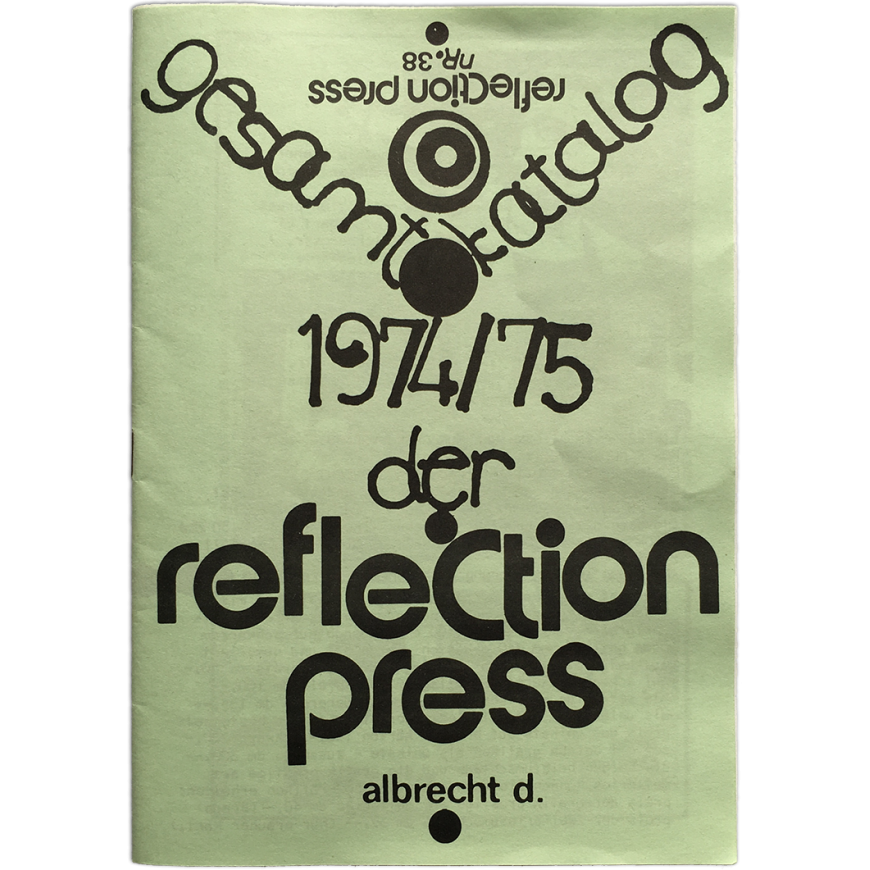 reflection press
nR.38
gesamtkatalog
1974/75
der
reflection
press
albrecht d.